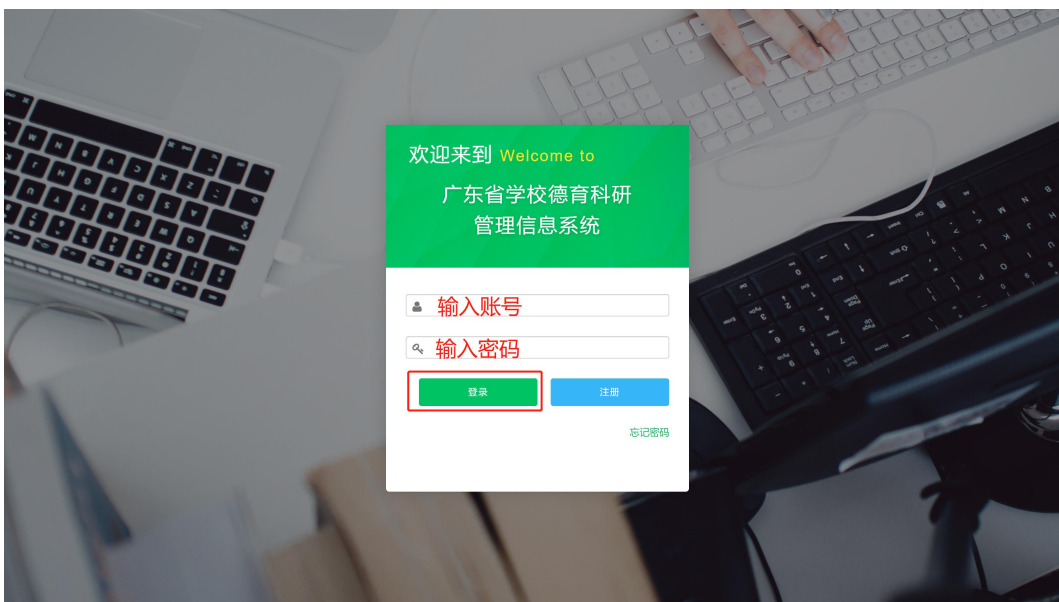 欢迎来到 Welcome to
广东省学校德育科研
管理信息系统
输入账号
输入密码
登录 注册
忘记密码